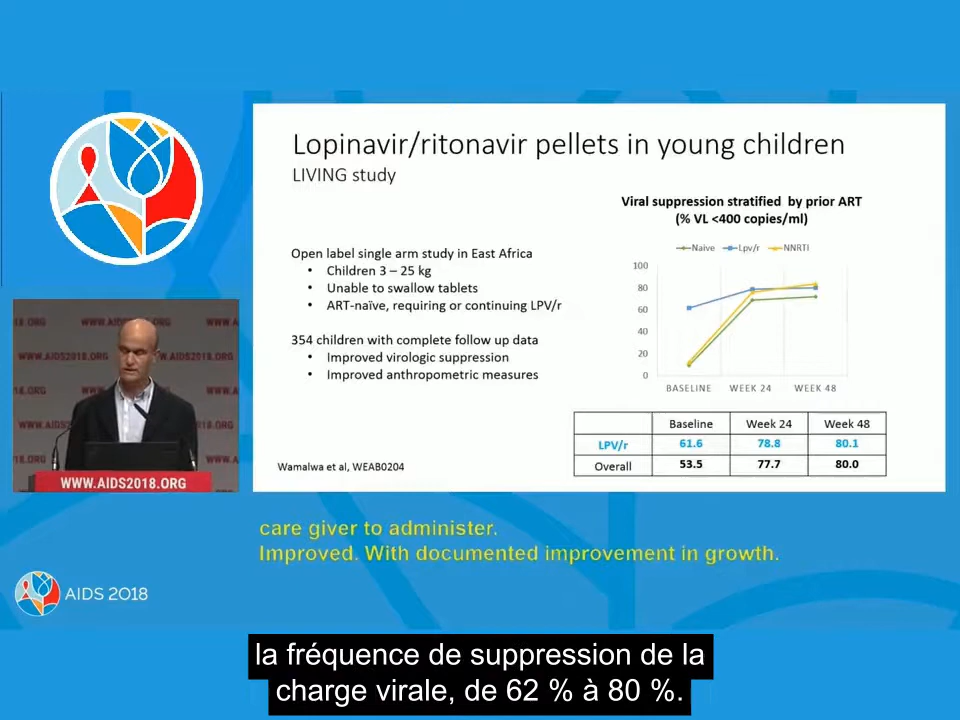 Lopinavir/ritonavir pellets in young children
LIVING study
Viral suppression stratified by prior ART
(% VL <400 copies/ml)
Naive Lpv/r NNRTI
Open label single arm study in East Africa
• Children 3 – 25 kg
• Unable to swallow tablets
• ART-naïve, requiring or continuing LPV/r
354 children with complete follow up data
• Improved virologic suppression
• Improved anthropometric measures
100
80
60
40
20
0
BASELINE WEEK 24 WEEK 48
Baseline Week 24 Week 48
LPV/r 61.6 78.8 80.1
Overall 53.5 77.7 80.0
Wamalwa et al, WEAB0204
WWW.AIDS2018.ORG
WWW.AIDS2018.ORG
care giver to administer.
Improved. With documented improvement in growth.
AIDS 2018
la fréquence de suppression de la
charge virale, de 62 % à 80 %.